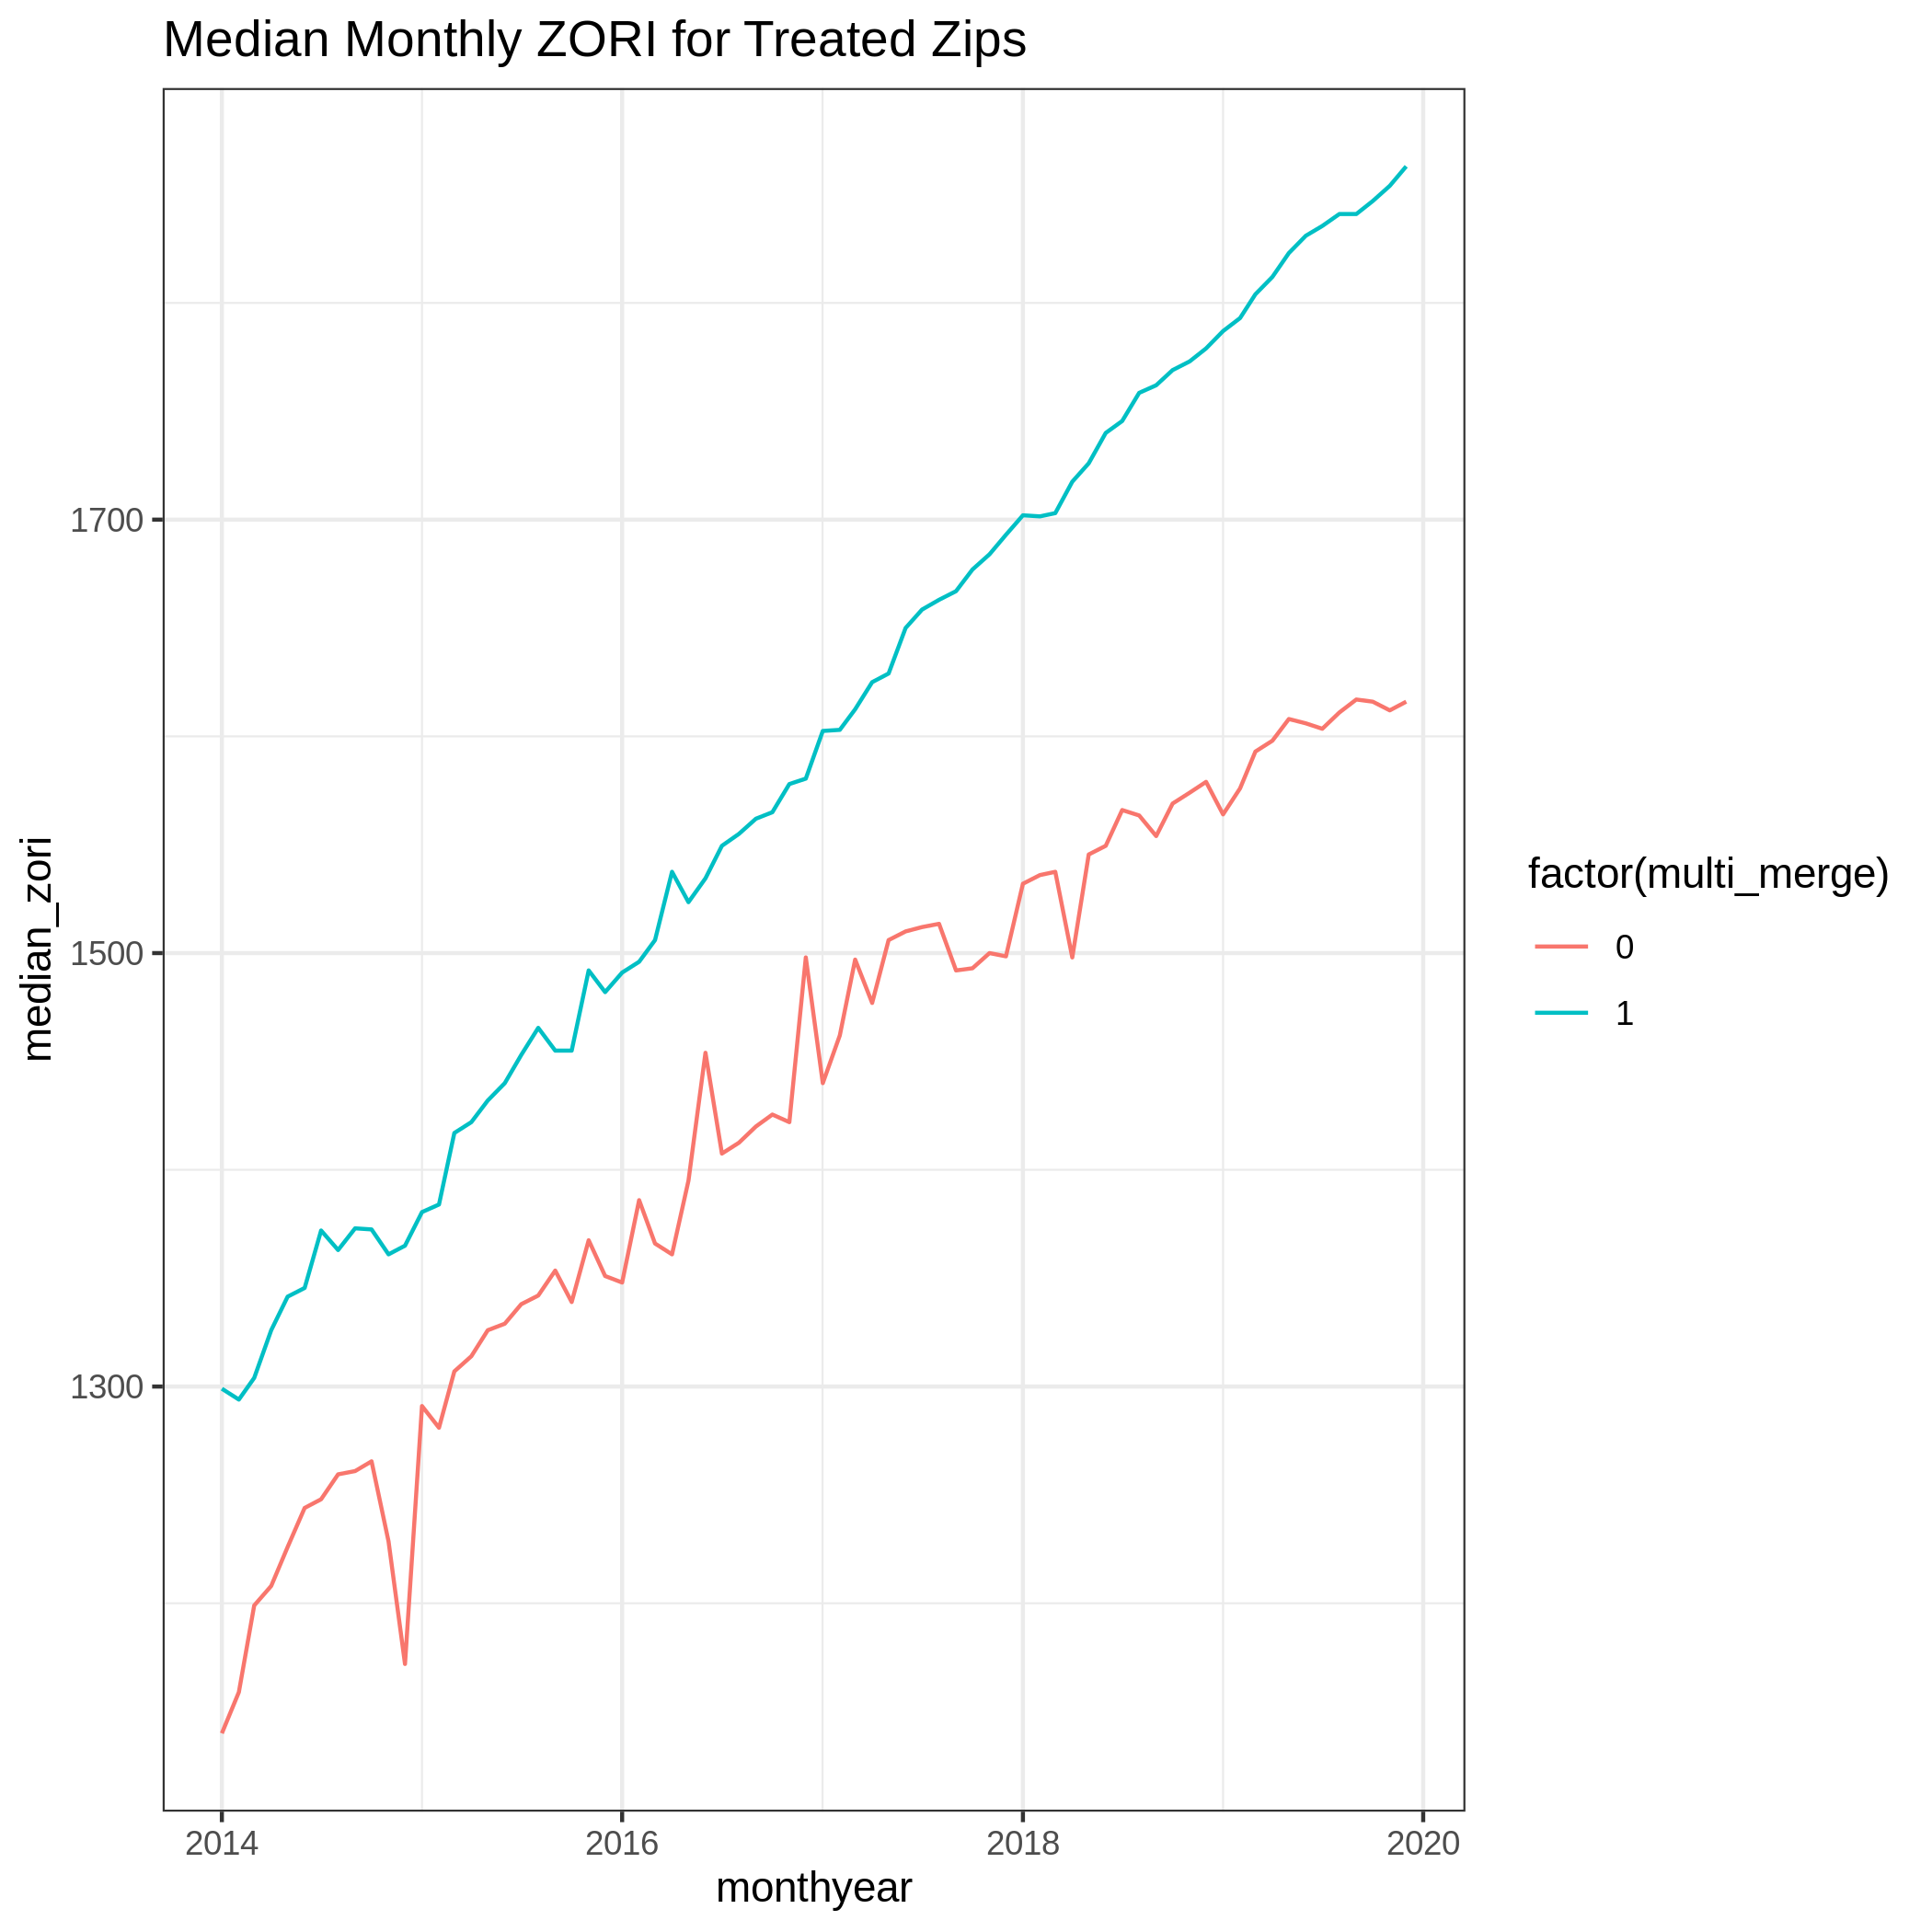 Median Monthly ZORI for Treated Zips
1700
1500
1300
median_zori
2014
2016
2018
2020
monthyear
factor(multi_merge)
0
1